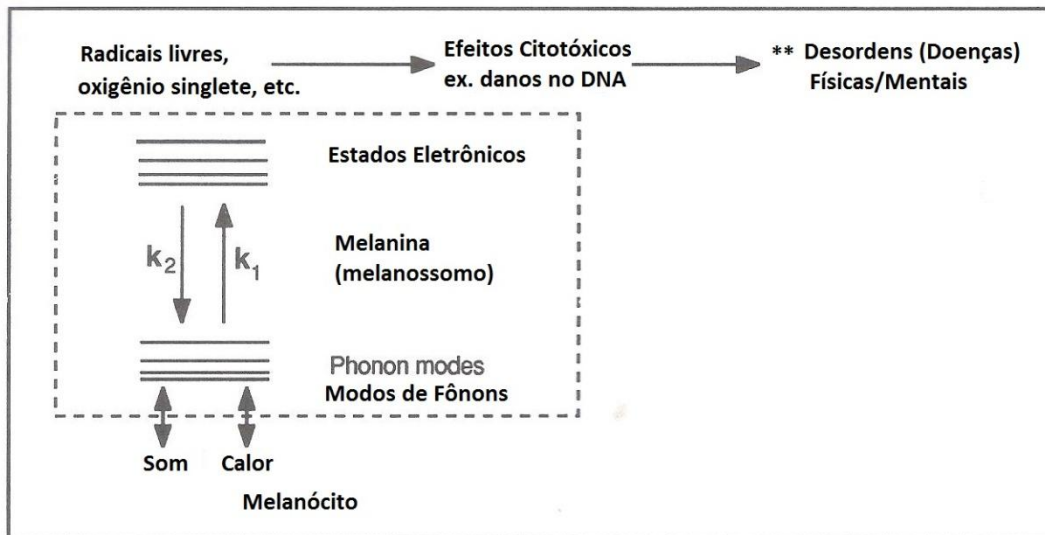 Radicais livres,
oxigênio singlete, etc.
Efeitos Citotóxicos
ex. danos no DNA
** Desordens (Doenças)
Físicas/Mentais
Estados Eletrônicos
k2 k1
Melanina
(melanossomo)
Phonon modes
Modos de Fônons
Som Calor
Melanócito